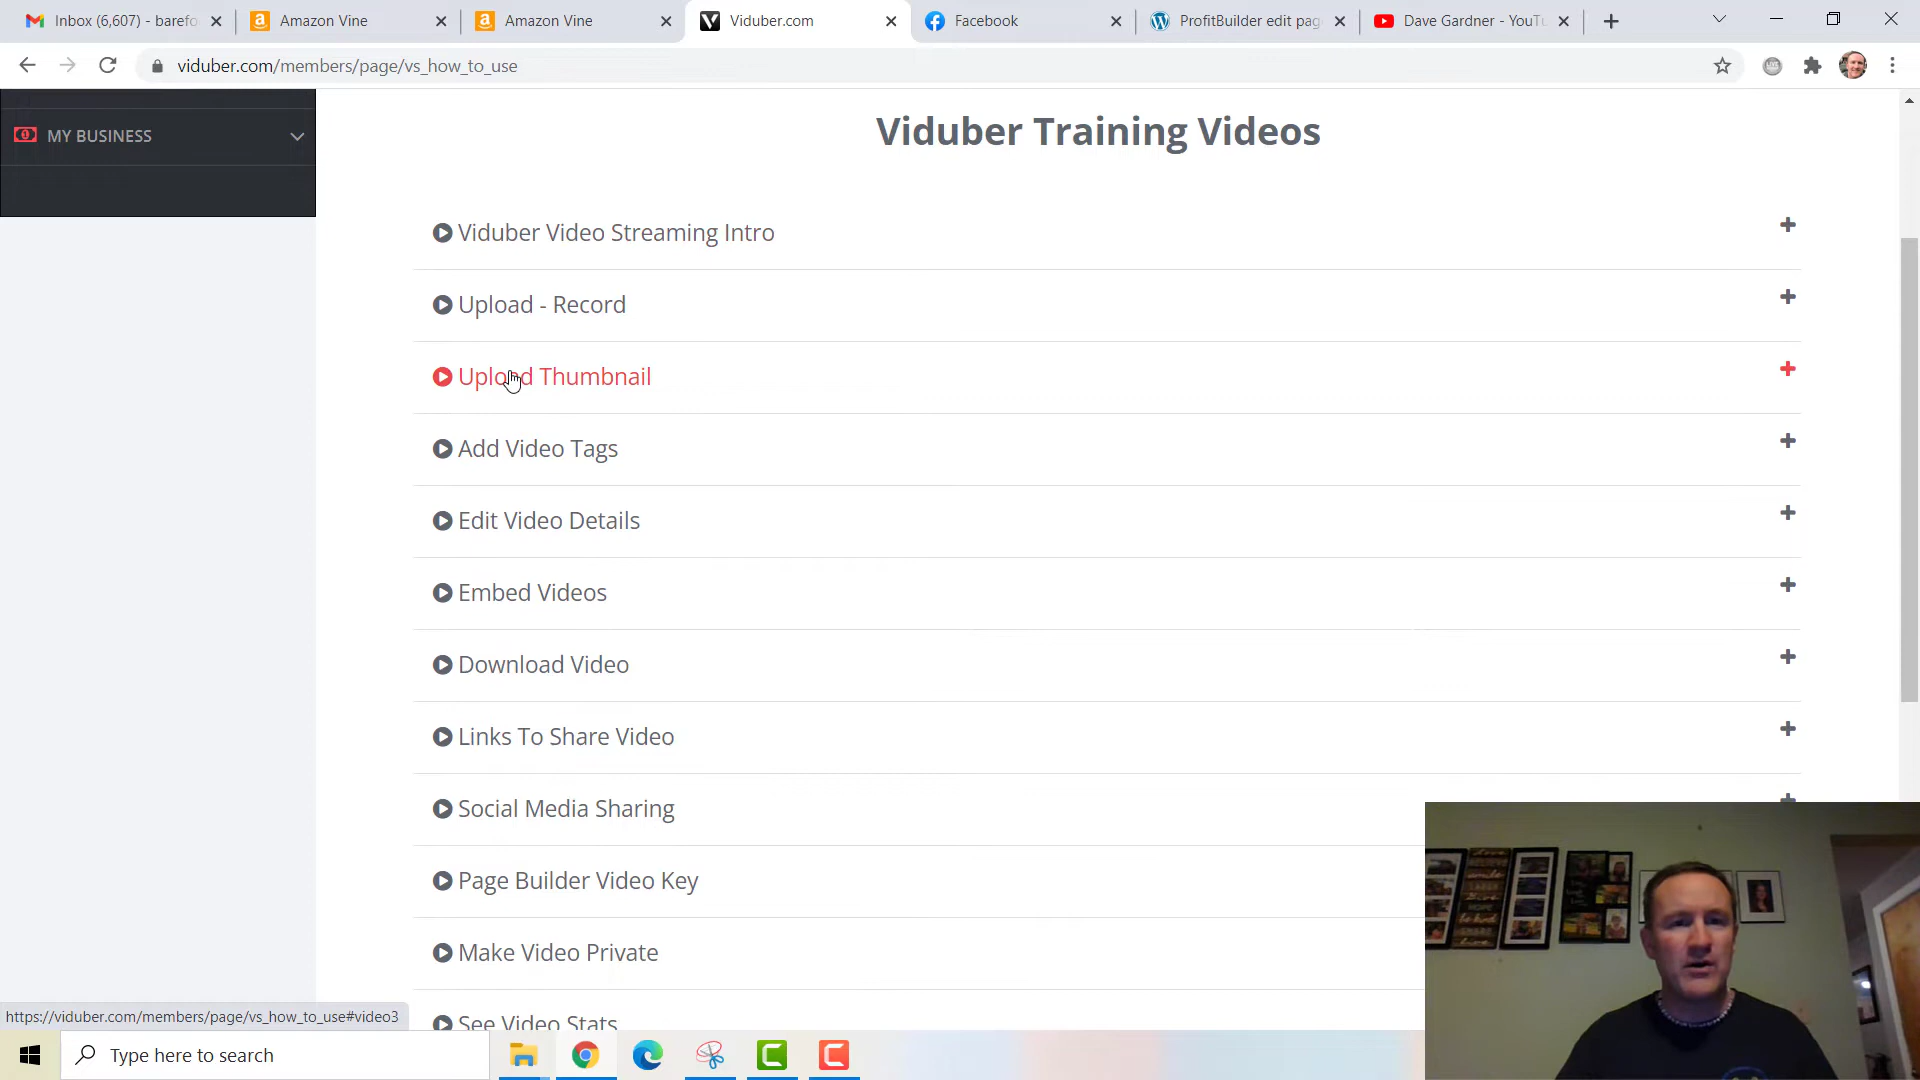 Inbox (6,607) - barefo
Amazon Vine
Amazon Vine
Viduber.com
Facebook
ProfitBuilder edit pag
Dave Gardner - YouTu
viduber.com/members/page/vs_how_to_use
MY BUSINESS
Viduber Training Videos
Viduber Video Streaming Intro
Upload - Record
Upload Thumbnail
Add Video Tags
Edit Video Details
Embed Videos
Download Video
Links To Share Video
Social Media Sharing
Page Builder Video Key
Make Video Private
See Video Stats
https://viduber.com/members/page/vs_how_to_use#video3
Type here to search